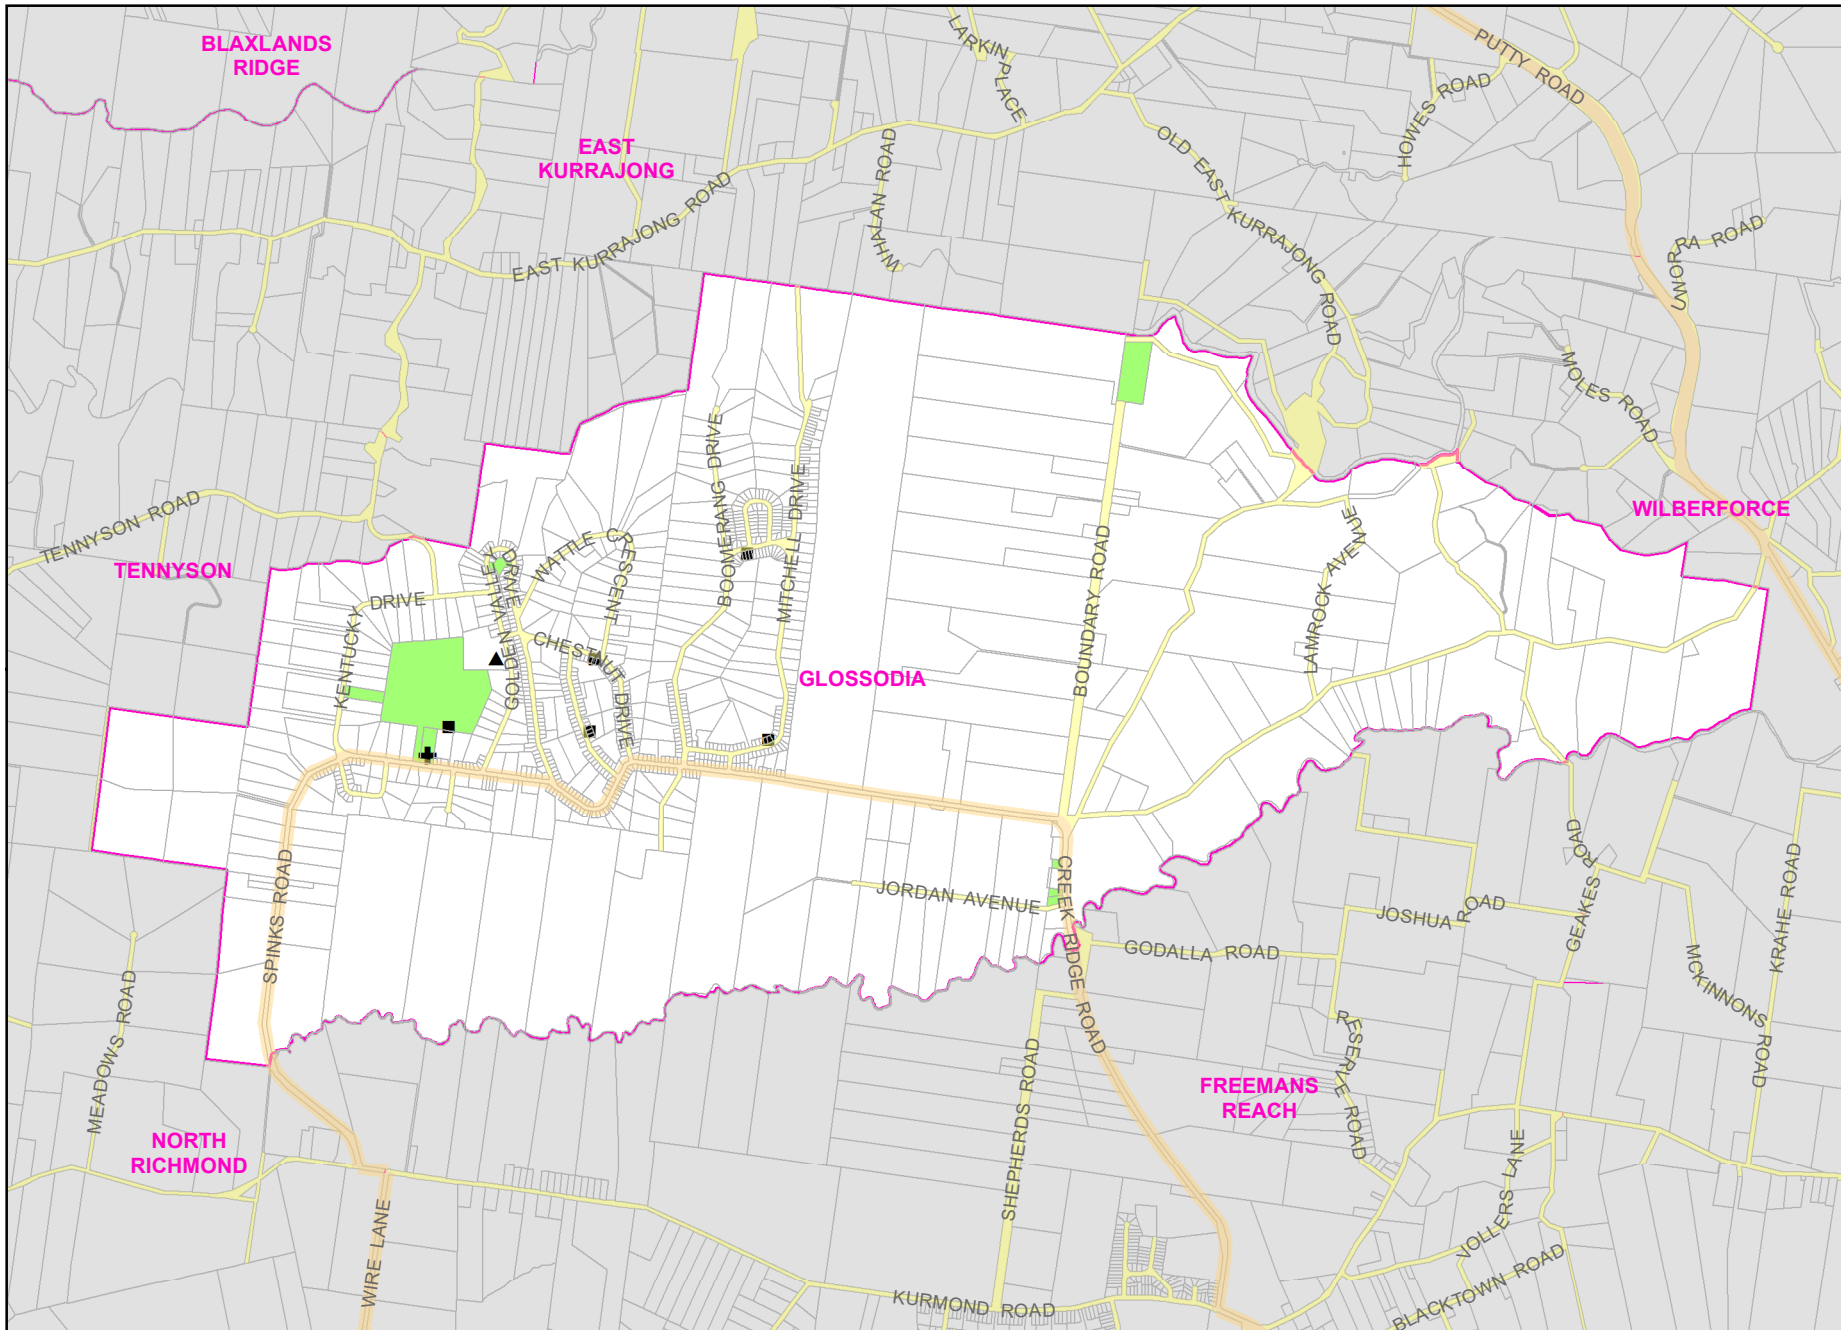 BLAXLANDS
RIDGE
LARKIN PLACE
PUTTY ROAD
HOWES ROAD
EAST
KURRAJONG
OLD EAST KURRAJONG ROAD
WHALAN ROAD
EAST KURRAJONG ROAD
RA ROAD
MOLES ROAD
TENNYSON ROAD
WILBERFORCE
TENNYSON
BOOMERANG DRIVE
MITCHELL DRIVE
WATTLE CRESCENT
GOLDEN VALLEY DRIVE
KENTUCKY DRIVE
CHESTNUT DRIVE
LAMROCK AVENUE
BOUNDARY ROAD
GLOSSODIA
SPINKS ROAD
JORDAN AVENUE
CREEK RIDGE ROAD
JOSHUA ROAD
GEAKES ROAD
KRAHE ROAD
GODALLA ROAD
MCKINNONS ROAD
MEADOWS ROAD
SHEPHERDS ROAD
RESERVE ROAD
FREEMANS
REACH
NORTH
RICHMOND
VOLLERS LANE
WIRE LANE
KURMOND ROAD
BLACKTOWN ROAD